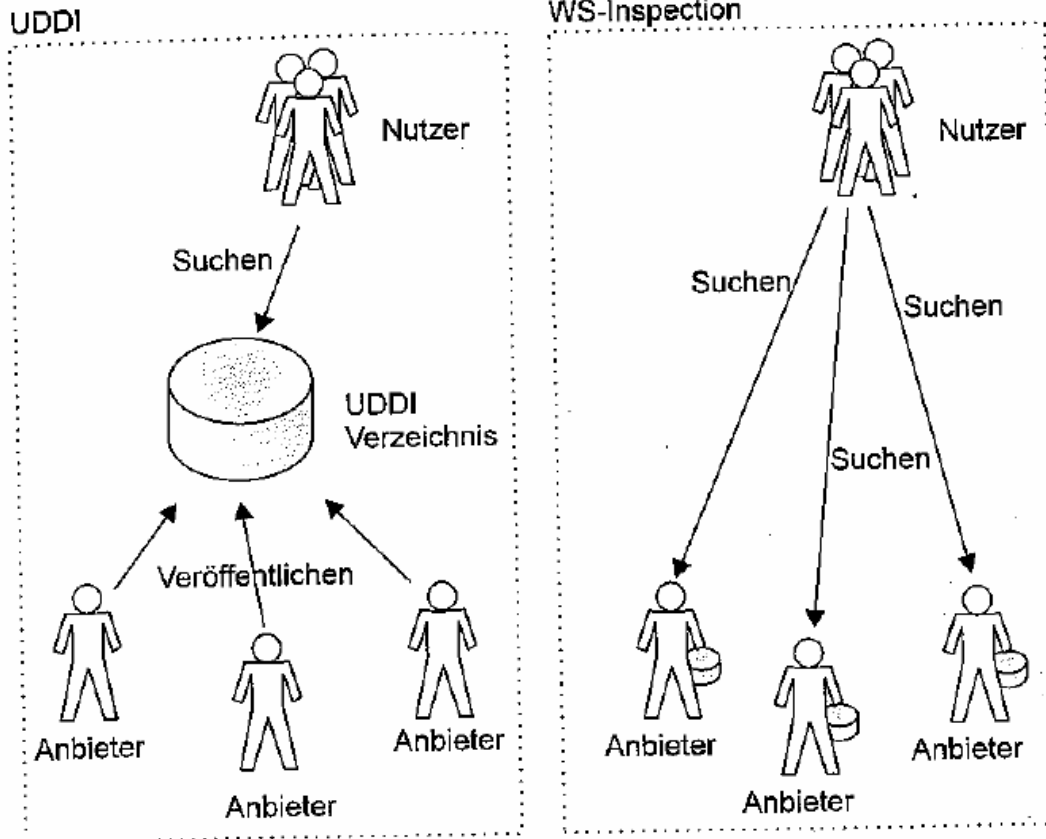 UDDI
Nutzer
Suchen
UDDI
Verzeichnis
Veröffentlichen
Anbieter
Anbieter
Anbieter
WS-Inspection
Nutzer
Suchen
Suchen
Suchen
Anbieter
Anbieter
Anbieter